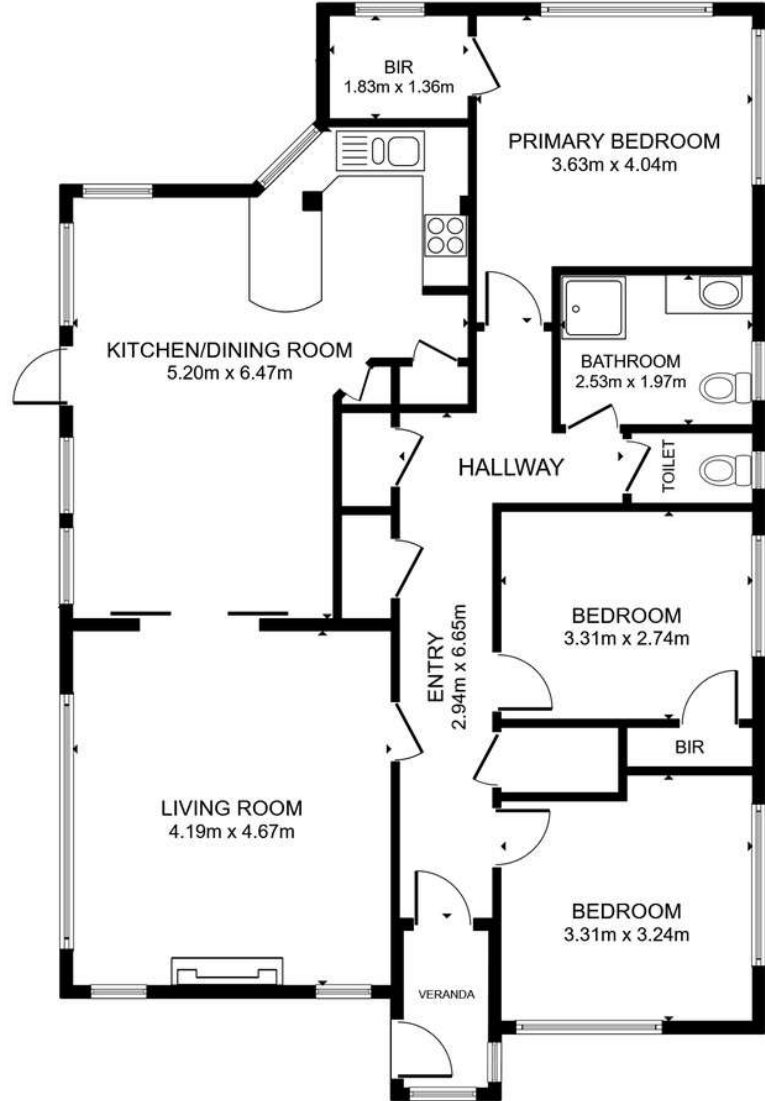 BIR
1.83m x 1.36m
PRIMARY BEDROOM
3.63m x 4.04m
KITCHEN/DINING ROOM
5.20m x 6.47m
BATHROOM
2.53m x 1.97m
HALLWAY
TOILET
BEDROOM
3.31m x 2.74m
ENTRY
2.94m x 6.65m
BIR
LIVING ROOM
4.19m x 4.67m
BEDROOM
3.31m x 3.24m
VERANDA